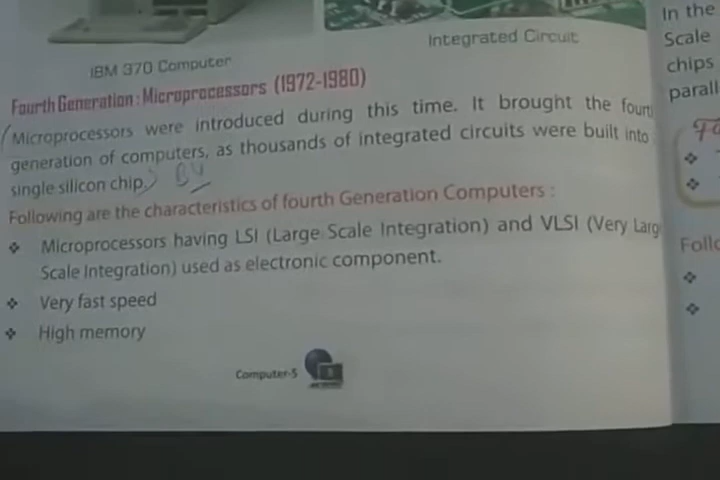 IBM 370 Computer
Integrated Circuit
Fourth Generation : Microprocessors (1972-1980)
Microprocessors were introduced during this time. It brought the fourt
generation of computers, as thousands of integrated circuits were built into
single silicon chip.
Following are the characteristics of fourth Generation Computers :
❖ Microprocessors having LSI (Large Scale Integration) and VLSI (Very Larg
Scale Integration) used as electronic component.
❖ Very fast speed
❖ High memory
Computer-5
In the
Scale
chips
parall
Follo